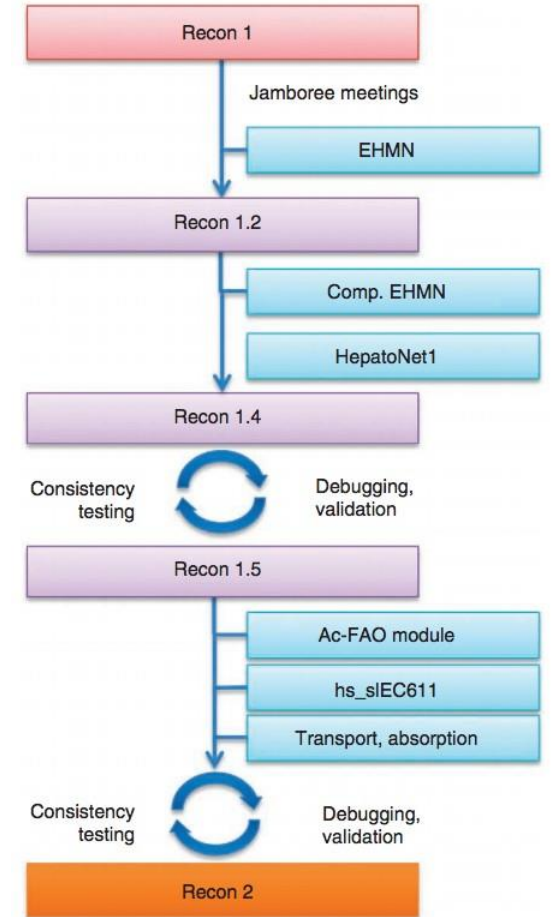 Recon 1
Jamboree meetings
EHMN
Recon 1.2
Comp. EHMN
HepatoNet1
Recon 1.4
Consistency
testing
Debugging,
validation
Recon 1.5
Ac-FAO module
hs_sIEC611
Transport, absorption
Consistency
testing
Debugging,
validation
Recon 2